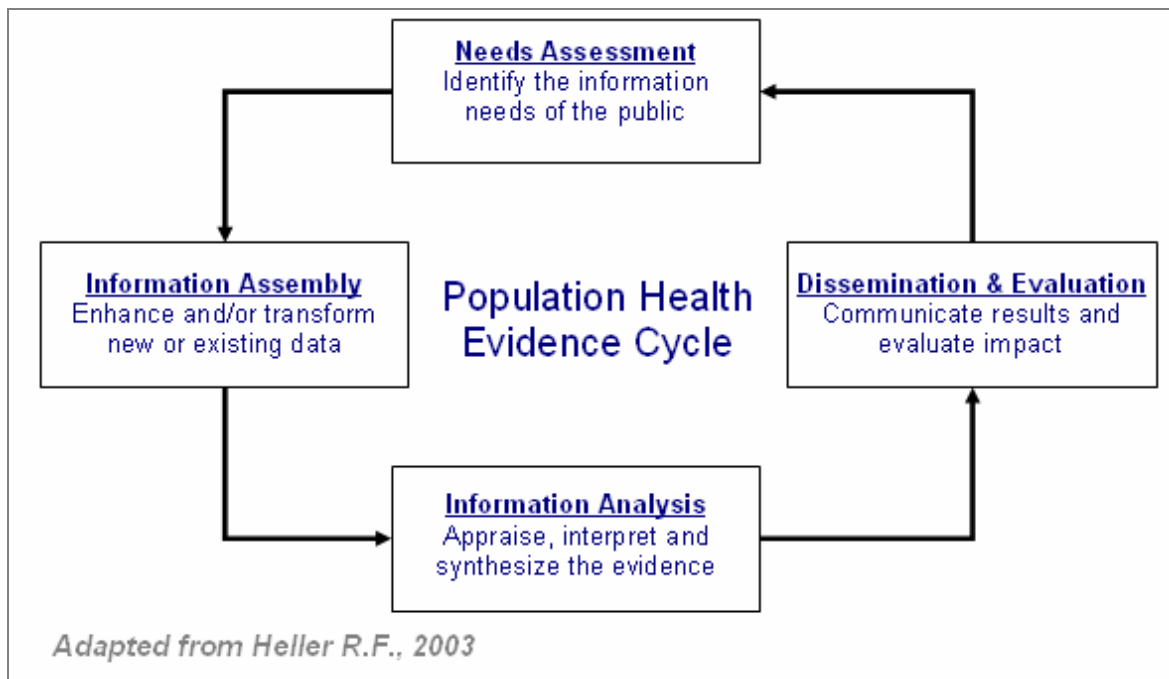 Needs Assessment
Identify the information
needs of the public
Information Assembly
Enhance and/or transform
new or existing data
Population Health
Evidence Cycle
Dissemination & Evaluation
Communicate results and
evaluate impact
Information Analysis
Appraise, interpret and
synthesize the evidence
Adapted from Heller R.F., 2003